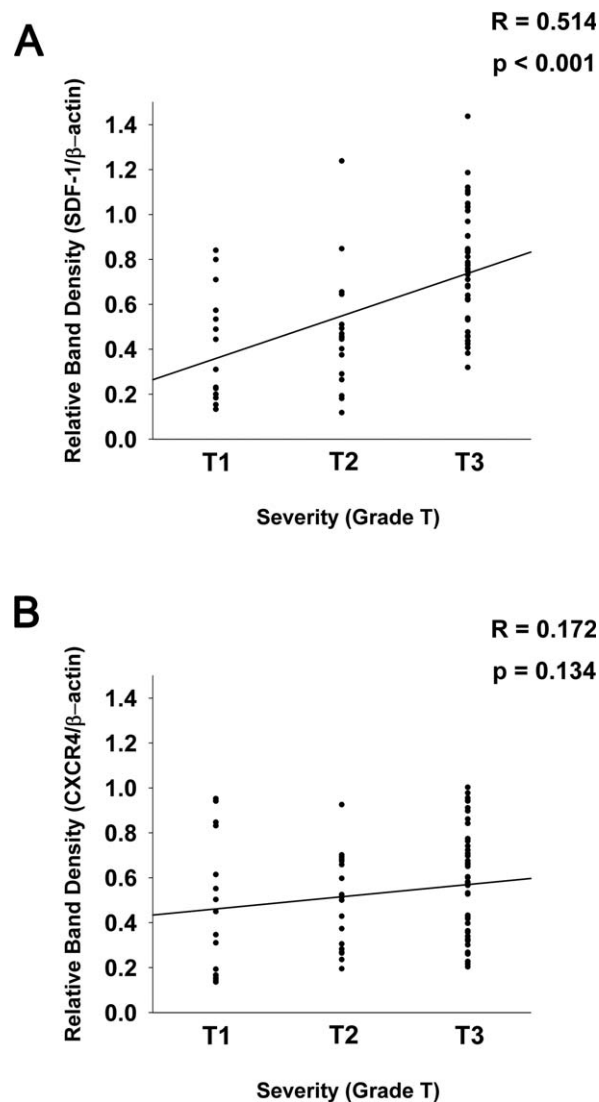 A
R = 0.514
p < 0.001
Relative Band Density (SDF-1/β−actin)
1.4
1.2
1.0
0.8
0.6
0.4
0.2
0.0
T1 T2 T3
Severity (Grade T)
B
R = 0.172
p = 0.134
Relative Band Density (CXCR4/β−actin)
1.4
1.2
1.0
0.8
0.6
0.4
0.2
0.0
T1 T2 T3
Severity (Grade T)